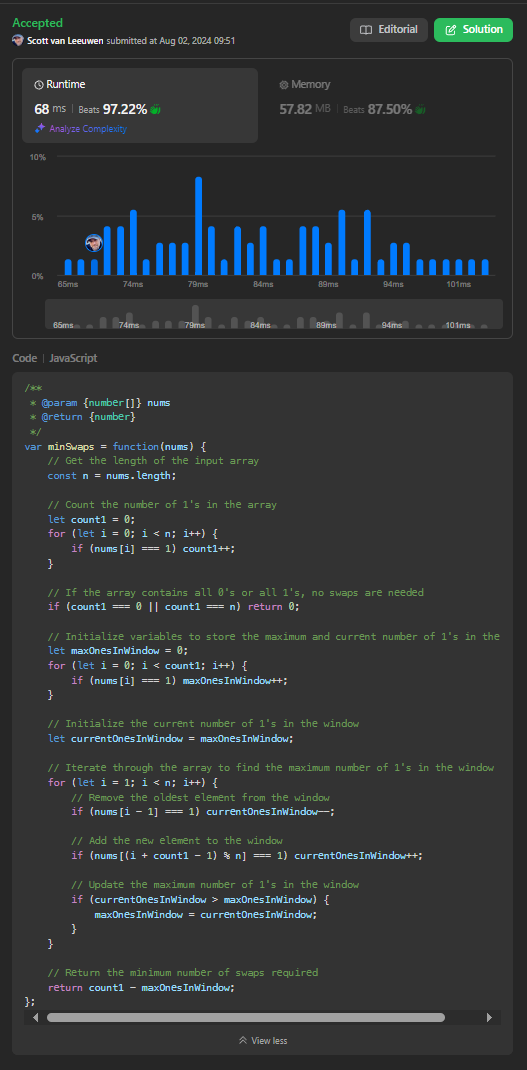 Accepted
Scott van Leeuwen submitted at Aug 02, 2024 09:51
Editorial
Solution
Runtime
68 ms | Beats 97.22%
Analyze Complexity
Memory
57.82 MB | Beats 87.50%
10%
5%
0%
65ms 74ms 79ms 84ms 89ms 94ms 101ms
65ms 74ms 79ms 84ms 89ms 94ms 101ms
Code | JavaScript
/**
 * @param {number[]} nums
 * @return {number}
 */
var minSwaps = function(nums) {
    // Get the length of the input array
    const n = nums.length;

    // Count the number of 1's in the array
    let count1 = 0;
    for (let i = 0; i < n; i++) {
        if (nums[i] === 1) count1++;
    }

    // If the array contains all 0's or all 1's, no swaps are needed
    if (count1 === 0 || count1 === n) return 0;

    // Initialize variables to store the maximum and current number of 1's in the
    let maxOnesInWindow = 0;
    for (let i = 0; i < count1; i++) {
        if (nums[i] === 1) maxOnesInWindow++;
    }

    // Initialize the current number of 1's in the window
    let currentOnesInWindow = maxOnesInWindow;

    // Iterate through the array to find the maximum number of 1's in the window
    for (let i = 1; i < n; i++) {
        // Remove the oldest element from the window
        if (nums[i - 1] === 1) currentOnesInWindow--;

        // Add the new element to the window
        if (nums[(i + count1 - 1) % n] === 1) currentOnesInWindow++;

        // Update the maximum number of 1's in the window
        if (currentOnesInWindow > maxOnesInWindow) {
            maxOnesInWindow = currentOnesInWindow;
        }
    }

    // Return the minimum number of swaps required
    return count1 - maxOnesInWindow;
};
View less